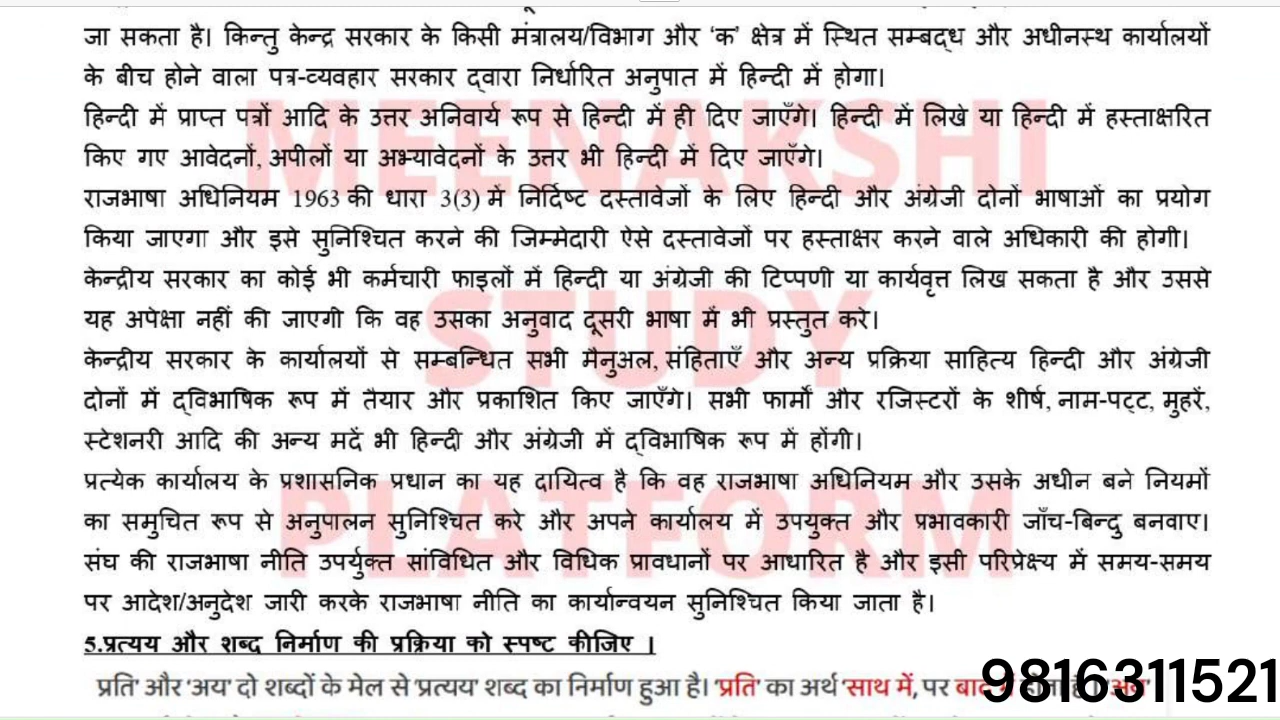 जा सकता है। किन्तु केन्द्र सरकार के किसी मंत्रालय/विभाग और 'क' क्षेत्र में स्थित सम्बद्ध और अधीनस्थ कार्यालयों
के बीच होने वाला पत्र-व्यवहार सरकार द्वारा निर्धारित अनुपात में हिन्दी में होगा।
हिन्दी में प्राप्त पत्रों आदि के उत्तर अनिवार्य रूप से हिन्दी में ही दिए जाएँगे। हिन्दी में लिखे या हिन्दी में हस्ताक्षरित
किए गए आवेदनों, अपीलों या अभ्यावेदनों के उत्तर भी हिन्दी में दिए जाएँगे।
राजभाषा अधिनियम 1963 की धारा 3(3) में निर्दिष्ट दस्तावेजों के लिए हिन्दी और अंग्रेजी दोनों भाषाओं का प्रयोग
किया जाएगा और इसे सुनिश्चित करने की जिम्मेदारी ऐसे दस्तावेजों पर हस्ताक्षर करने वाले अधिकारी की होगी।
केन्द्रीय सरकार का कोई भी कर्मचारी फाइलों में हिन्दी या अंग्रेजी की टिप्पणी या कार्यवृत्त लिख सकता है और उससे
यह अपेक्षा नहीं की जाएगी कि वह उसका अनुवाद दूसरी भाषा में भी प्रस्तुत करे।
केन्द्रीय सरकार के कार्यालयों से सम्बन्धित सभी मैनुअल, संहिताएँ और अन्य प्रक्रिया साहित्य हिन्दी और अंग्रेजी
दोनों में द्विभाषिक रूप में तैयार और प्रकाशित किए जाएँगे। सभी फार्मों और रजिस्टरों के शीर्ष, नाम-पट्ट, मुहरें,
स्टेशनरी आदि की अन्य मदें भी हिन्दी और अंग्रेजी में द्विभाषिक रूप में होंगी।
प्रत्येक कार्यालय के प्रशासनिक प्रधान का यह दायित्व है कि वह राजभाषा अधिनियम और उसके अधीन बने नियमों
का समुचित रूप से अनुपालन सुनिश्चित करे और अपने कार्यालय में उपयुक्त और प्रभावकारी जाँच-बिन्दु बनवाए।
संघ की राजभाषा नीति उपर्युक्त सांविधित और विधिक प्रावधानों पर आधारित है और इसी परिप्रेक्ष्य में समय-समय
पर आदेश/अनुदेश जारी करके राजभाषा नीति का कार्यान्वयन सुनिश्चित किया जाता है।
5.प्रत्यय और शब्द निर्माण की प्रक्रिया को स्पष्ट कीजिए ।
प्रति' और 'अय' दो शब्दों के मेल से 'प्रत्यय' शब्द का निर्माण हुआ है। 'प्रति' का अर्थ 'साथ में, पर
9816311521
MEENAKSHI
STUDY
PLATFORM